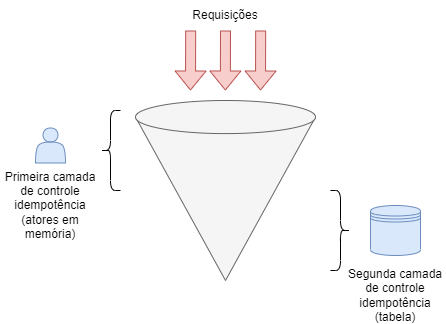 Requisições
Primeira camada
de controle
idempotência
(atores em
memória)
Segunda camada
de controle
idempotência
(tabela)